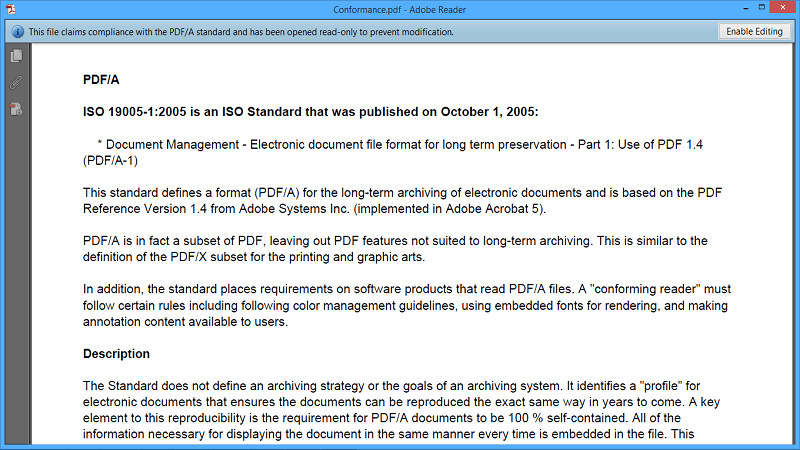 Conformance.pdf - Adobe Reader
This file claims compliance with the PDF/A standard and has been opened read-only to prevent modification.
Enable Editing
PDF/A
ISO 19005-1:2005 is an ISO Standard that was published on October 1, 2005:
* Document Management - Electronic document file format for long term preservation - Part 1: Use of PDF 1.4
(PDF/A-1)
This standard defines a format (PDF/A) for the long-term archiving of electronic documents and is based on the PDF
Reference Version 1.4 from Adobe Systems Inc. (implemented in Adobe Acrobat 5).
PDF/A is in fact a subset of PDF, leaving out PDF features not suited to long-term archiving. This is similar to the
definition of the PDF/X subset for the printing and graphic arts.
In addition, the standard places requirements on software products that read PDF/A files. A "conforming reader" must
follow certain rules including following color management guidelines, using embedded fonts for rendering, and making
annotation content available to users.
Description
The Standard does not define an archiving strategy or the goals of an archiving system. It identifies a "profile" for
electronic documents that ensures the documents can be reproduced the exact same way in years to come. A key
element to this reproducibility is the requirement for PDF/A documents to be 100 % self-contained. All of the
information necessary for displaying the document in the same manner every time is embedded in the file. This